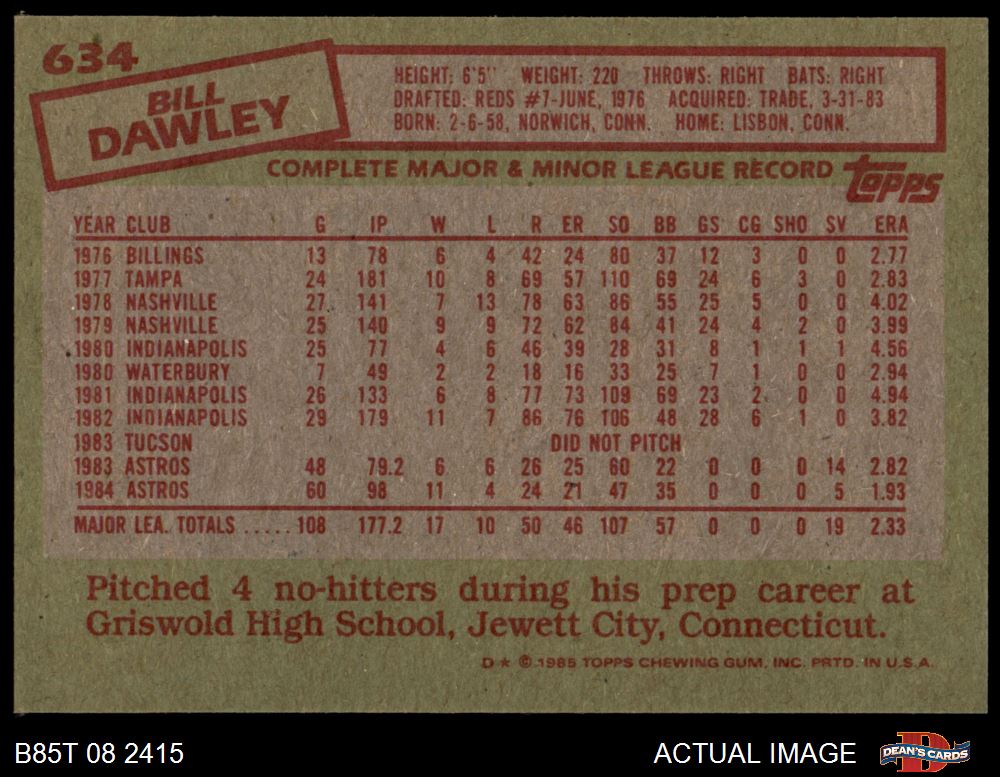 634
BILL
DAWLEY
HEIGHT: 6'5" WEIGHT: 220 THROWS: RIGHT BATS: RIGHT
DRAFTED: REDS #7-JUNE, 1976 ACQUIRED: TRADE, 3-31-83
BORN: 2-6-58, NORWICH, CONN. HOME: LISBON, CONN.
COMPLETE MAJOR & MINOR LEAGUE RECORD topps
YEAR CLUB G IP W L R ER SO BB GS CG SHO SV ERA
1976 BILLINGS 13 78 6 4 42 24 80 37 12 3 0 0 2.77
1977 TAMPA 24 181 10 8 69 57 110 69 24 6 3 0 2.83
1978 NASHVILLE 27 141 7 13 78 63 86 55 25 5 0 0 4.02
1979 NASHVILLE 25 140 9 9 72 62 84 41 24 4 2 0 3.99
1980 INDIANAPOLIS 25 77 4 6 46 39 28 31 8 1 1 1 4.56
1980 WATERBURY 7 49 2 2 18 16 33 25 7 1 0 0 2.94
1981 INDIANAPOLIS 26 133 6 8 77 73 109 69 23 2 0 0 4.94
1982 INDIANAPOLIS 29 179 11 7 86 76 106 48 28 6 1 0 3.82
1983 TUCSON DID NOT PITCH
1983 ASTROS 48 79.2 6 6 26 25 60 22 0 0 0 14 2.82
1984 ASTROS 60 98 11 4 24 21 47 35 0 0 0 5 1.93
MAJOR LEA. TOTALS ..... 108 177.2 17 10 50 46 107 57 0 0 0 19 2.33
Pitched 4 no-hitters during his prep career at
Griswold High School, Jewett City, Connecticut.
D★ © 1985 TOPPS CHEWING GUM, INC. PRTD. IN U.S.A.
B85T 08 2415 ACTUAL IMAGE D DEAN'S CARDS